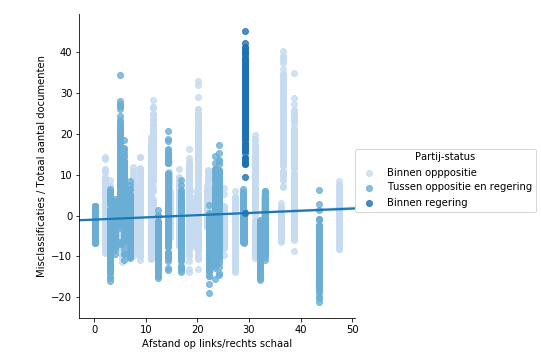 Misclassificaties / Totaal aantal documenten
40
30
20
10
0
−10
−20
0 10 20 30 40 50
Afstand op links/rechts schaal
Partij-status
Binnen opppositie
Tussen oppositie en regering
Binnen regering